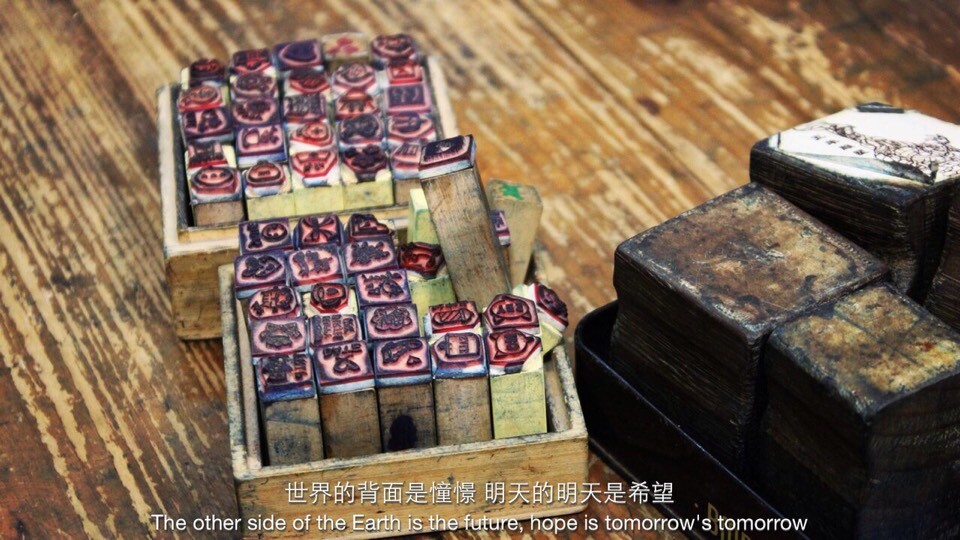 世界的背面是憧憬 明天的明天是希望
The other side of the Earth is the future, hope is tomorrow's tomorrow